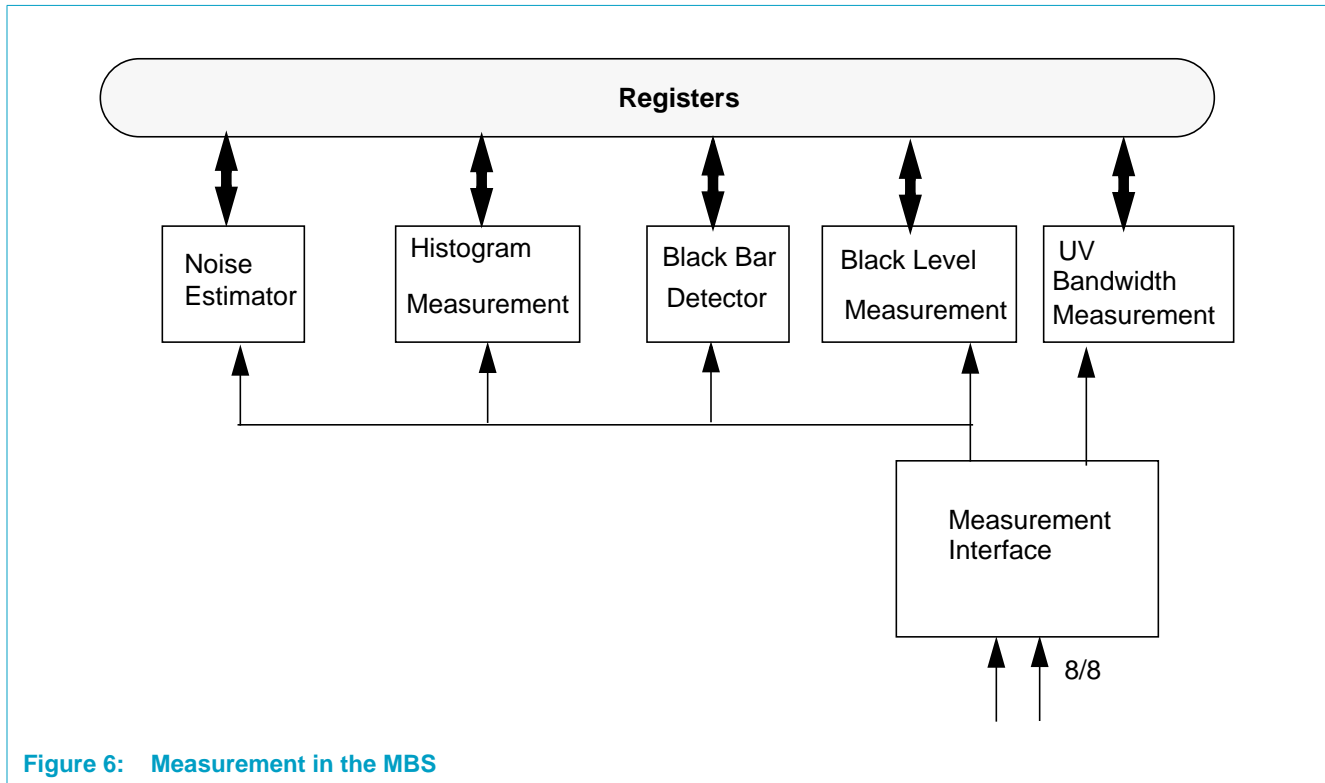 Registers
Noise
Estimator
Histogram
Measurement
Black Bar
Detector
Black Level
Measurement
UV
Bandwidth
Measurement
Measurement
Interface
8/8
Figure 6: Measurement in the MBS